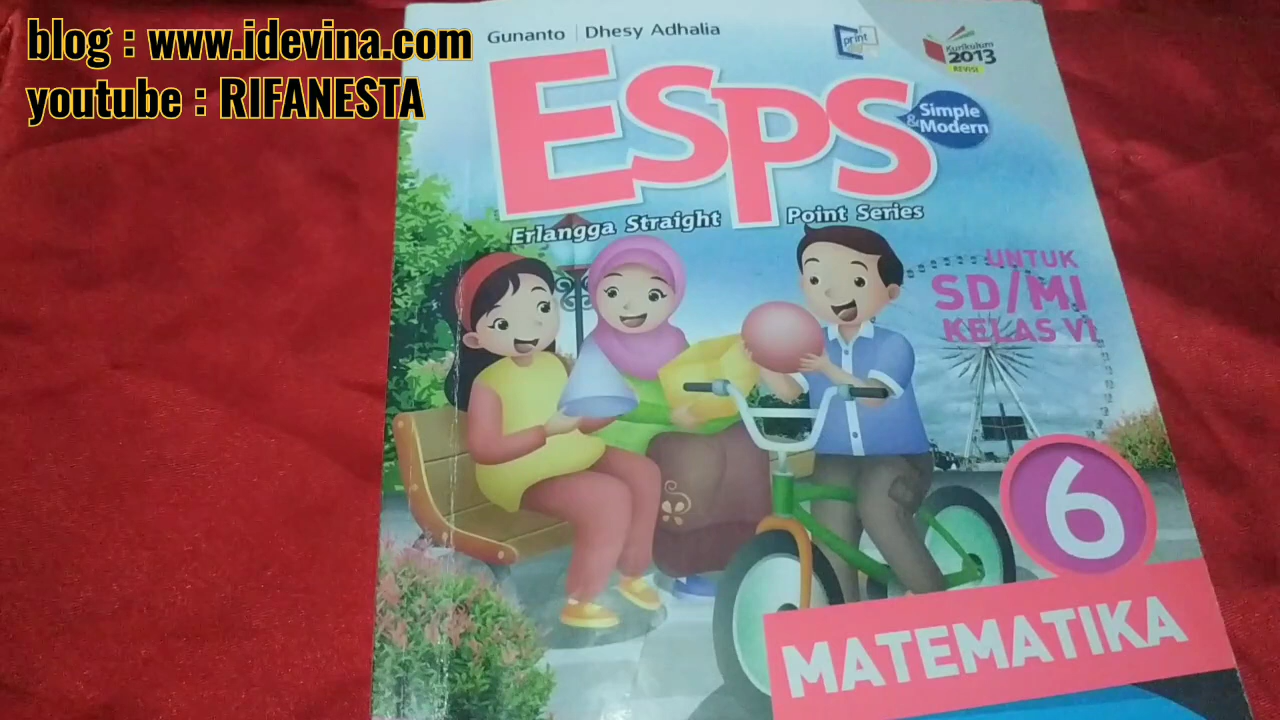 blog : www.idevina.com
youtube : RIFANESTA
Gunanto | Dhesy Adhalia
print
Kurikulum
2013
REVISI
ESPS
Simple
& Modern
Erlangga Straight Point Series
UNTUK
SD/MI
KELAS VI
6
MATEMATIKA